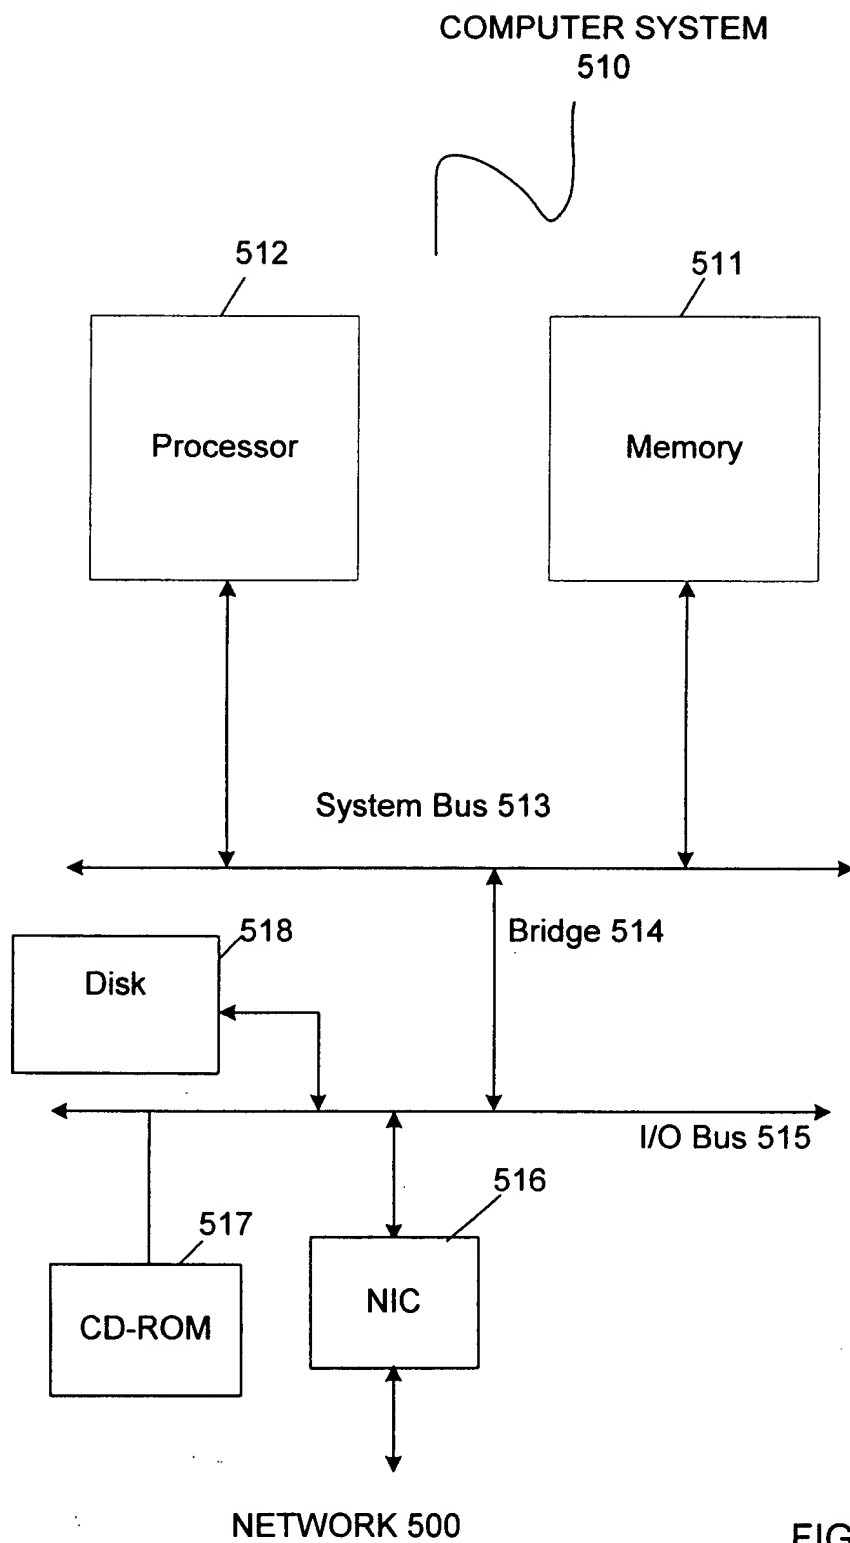 COMPUTER SYSTEM
510
512
511
Processor
Memory
System Bus 513
518
Bridge 514
Disk
I/O Bus 515
516
517
NIC
CD-ROM
NETWORK 500
FIG